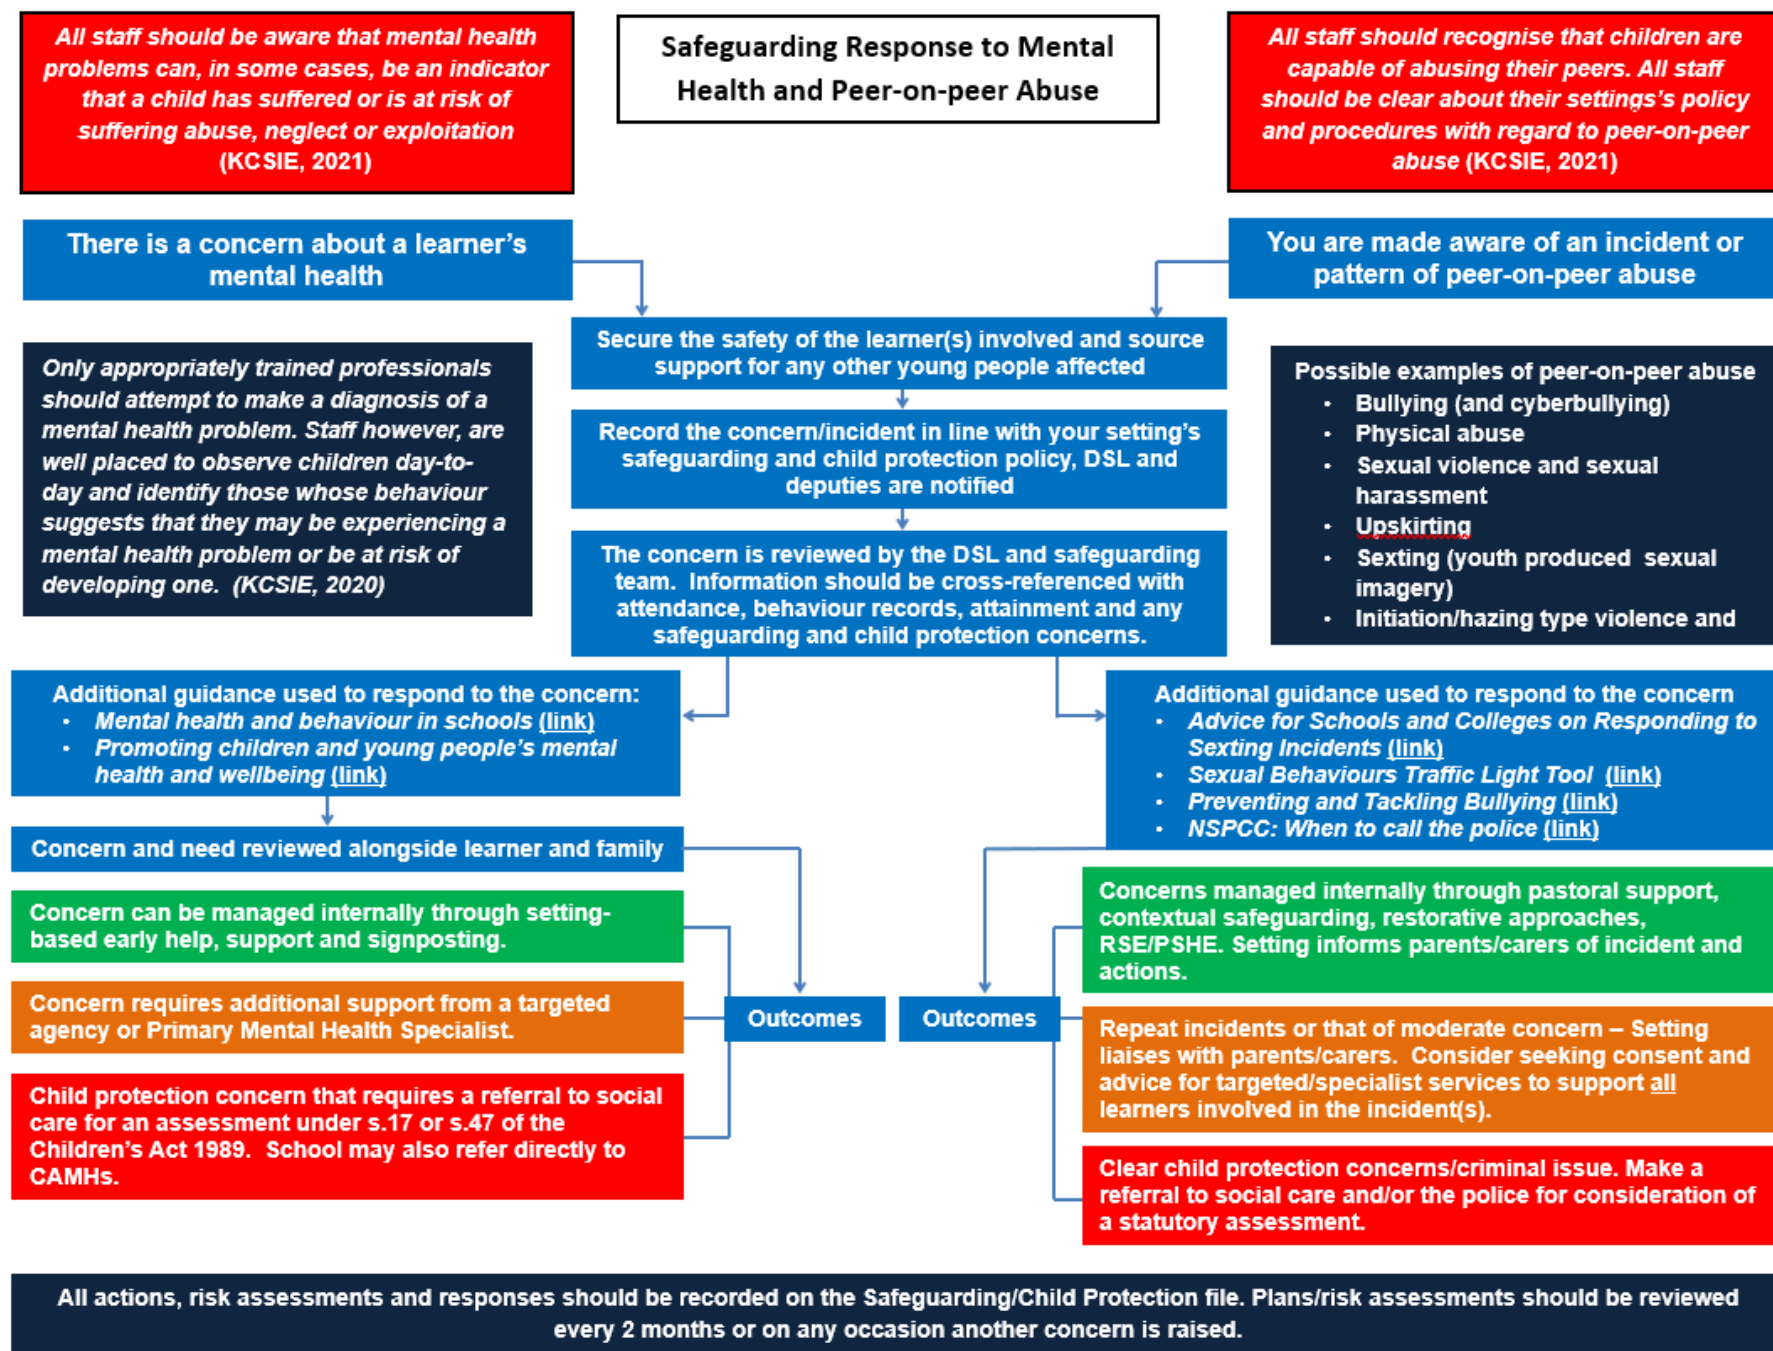 All staff should be aware that mental health
problems can, in some cases, be an indicator
that a child has suffered or is at risk of
suffering abuse, neglect or exploitation
(KCSIE, 2021)
Safeguarding Response to Mental
Health and Peer-on-peer Abuse
All staff should recognise that children are
capable of abusing their peers. All staff
should be clear about their settings's policy
and procedures with regard to peer-on-peer
abuse (KCSIE, 2021)
There is a concern about a learner's
mental health
You are made aware of an incident or
pattern of peer-on-peer abuse
Secure the safety of the learner(s) involved and source
support for any other young people affected
Only appropriately trained professionals
should attempt to make a diagnosis of a
mental health problem. Staff however, are
well placed to observe children day-to-
day and identify those whose behaviour
suggests that they may be experiencing a
mental health problem or be at risk of
developing one.  (KCSIE, 2020)
Record the concern/incident in line with your setting's
safeguarding and child protection policy, DSL and
deputies are notified
The concern is reviewed by the DSL and safeguarding
team.  Information should be cross-referenced with
attendance, behaviour records, attainment and any
safeguarding and child protection concerns.
Possible examples of peer-on-peer abuse
• Bullying (and cyberbullying)
• Physical abuse
• Sexual violence and sexual
harassment
• Upskirting
• Sexting (youth produced  sexual
imagery)
• Initiation/hazing type violence and
Additional guidance used to respond to the concern:
• Mental health and behaviour in schools (link)
• Promoting children and young people's mental
health and wellbeing (link)
Additional guidance used to respond to the concern
• Advice for Schools and Colleges on Responding to
Sexting Incidents (link)
• Sexual Behaviours Traffic Light Tool  (link)
• Preventing and Tackling Bullying (link)
• NSPCC: When to call the police (link)
Concern and need reviewed alongside learner and family
Concern can be managed internally through setting-
based early help, support and signposting.
Concern requires additional support from a targeted
agency or Primary Mental Health Specialist.
Child protection concern that requires a referral to social
care for an assessment under s.17 or s.47 of the
Children's Act 1989.  School may also refer directly to
CAMHs.
Outcomes
Outcomes
Concerns managed internally through pastoral support,
contextual safeguarding, restorative approaches,
RSE/PSHE. Setting informs parents/carers of incident and
actions.
Repeat incidents or that of moderate concern – Setting
liaises with parents/carers.  Consider seeking consent and
advice for targeted/specialist services to support all
learners involved in the incident(s).
Clear child protection concerns/criminal issue. Make a
referral to social care and/or the police for consideration of
a statutory assessment.
All actions, risk assessments and responses should be recorded on the Safeguarding/Child Protection file. Plans/risk assessments should be reviewed
every 2 months or on any occasion another concern is raised.